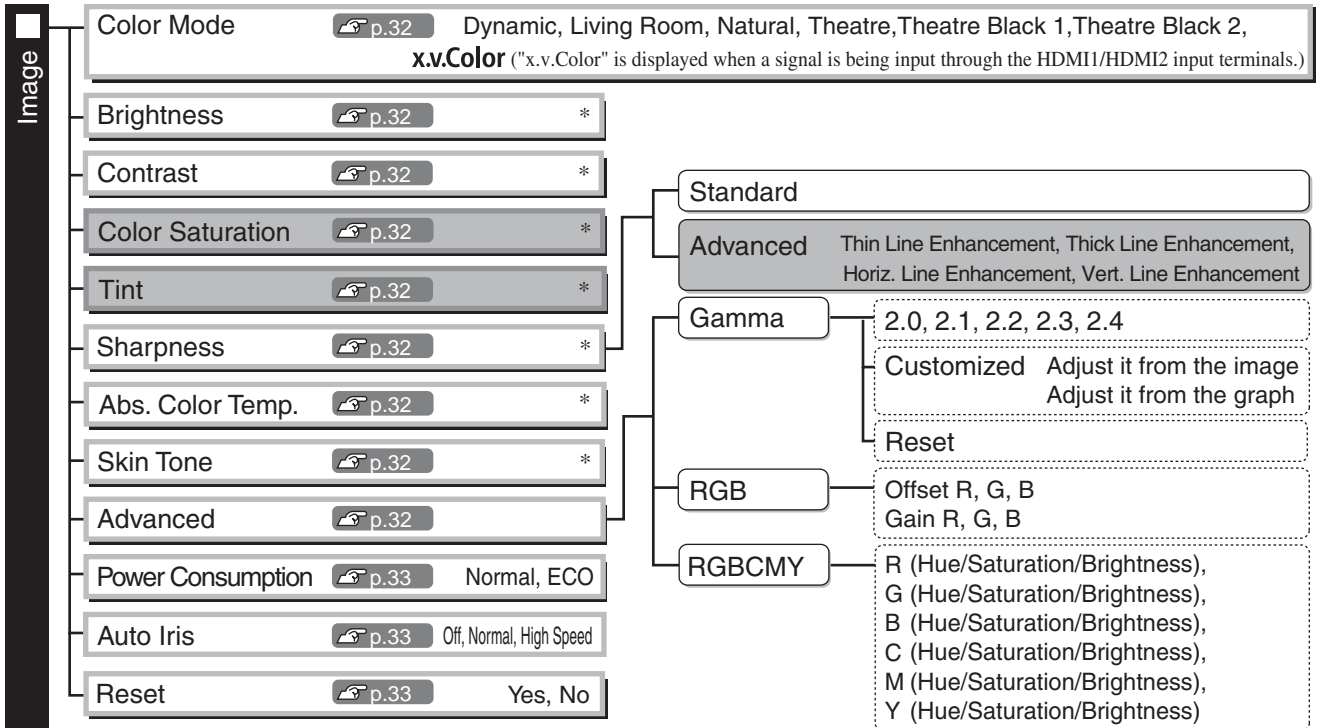 Image
Color Mode p.32 Dynamic, Living Room, Natural, Theatre,Theatre Black 1,Theatre Black 2,
x.v.Color ("x.v.Color" is displayed when a signal is being input through the HDMI1/HDMI2 input terminals.)
Brightness p.32 *
Contrast p.32 *
Color Saturation p.32 *
Tint p.32 *
Sharpness p.32 *
Standard
Advanced Thin Line Enhancement, Thick Line Enhancement,
Horiz. Line Enhancement, Vert. Line Enhancement
Abs. Color Temp. p.32 *
Skin Tone p.32 *
Advanced p.32
Gamma
2.0, 2.1, 2.2, 2.3, 2.4
Customized Adjust it from the image
Adjust it from the graph
Reset
RGB
Offset R, G, B
Gain R, G, B
RGBCMY
R (Hue/Saturation/Brightness),
G (Hue/Saturation/Brightness),
B (Hue/Saturation/Brightness),
C (Hue/Saturation/Brightness),
M (Hue/Saturation/Brightness),
Y (Hue/Saturation/Brightness)
Power Consumption p.33 Normal, ECO
Auto Iris p.33 Off, Normal, High Speed
Reset p.33 Yes, No